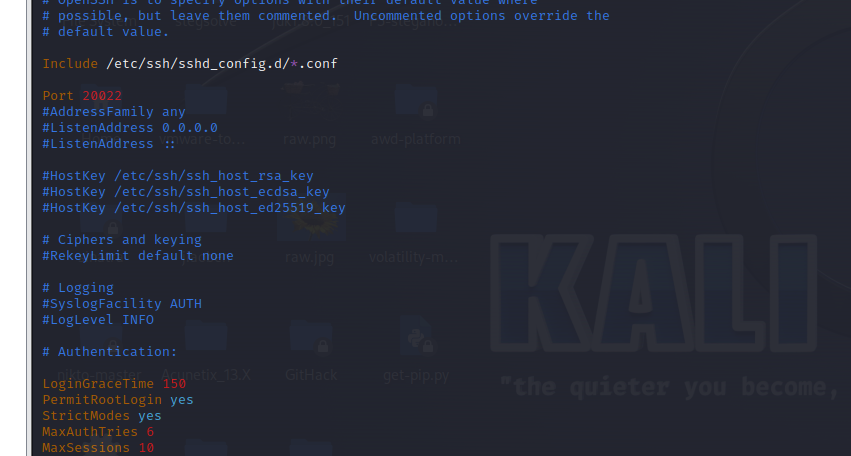 # OpenSSH is to specify options with their default value where
# possible, but leave them commented.  Uncommented options override the
# default value.
Include /etc/ssh/sshd_config.d/*.conf
Port 20022
#AddressFamily any
#ListenAddress 0.0.0.0
#ListenAddress ::
#HostKey /etc/ssh/ssh_host_rsa_key
#HostKey /etc/ssh/ssh_host_ecdsa_key
#HostKey /etc/ssh/ssh_host_ed25519_key
# Ciphers and keying
#RekeyLimit default none
# Logging
#SyslogFacility AUTH
#LogLevel INFO
# Authentication:
LoginGraceTime 150
PermitRootLogin yes
StrictModes yes
MaxAuthTries 6
MaxSessions 10
vmware-to...
raw.png
awd-platform
raw.jpg
volatility-m...
nikto-master
Acunetix_13.X
GitHack
get-pip.py
KALI
"the quieter you become,